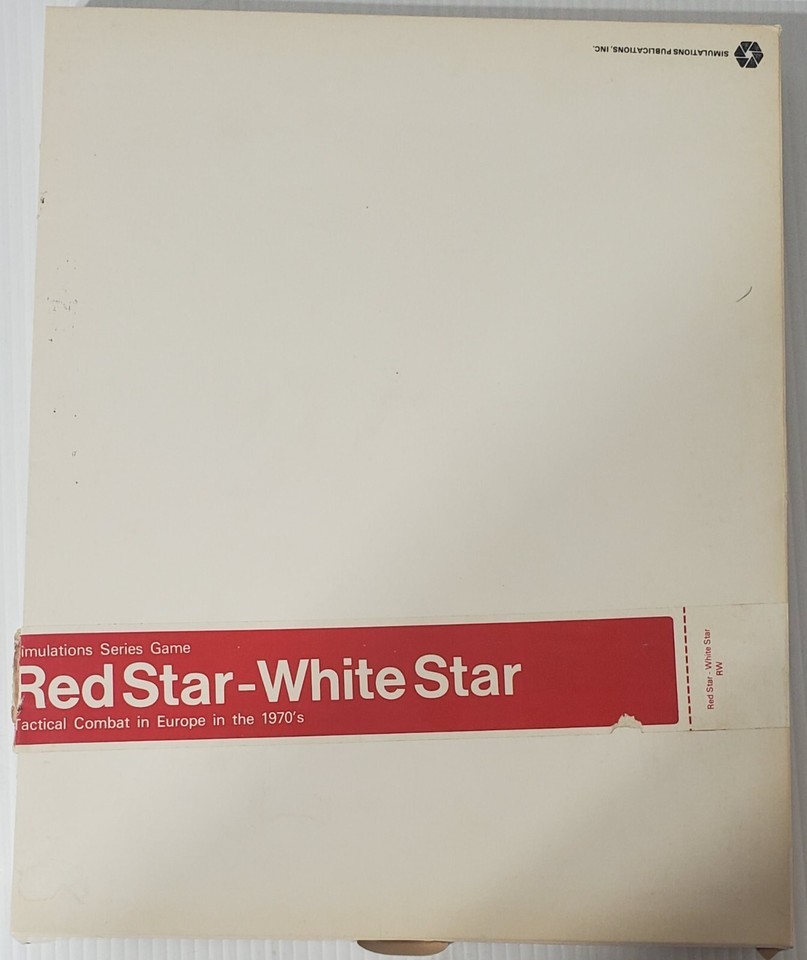 SIMULATIONS PUBLICATIONS, INC.
imulations Series Game
Red Star-White Star
Tactical Combat in Europe in the 1970's
Red Star - White Star
RW